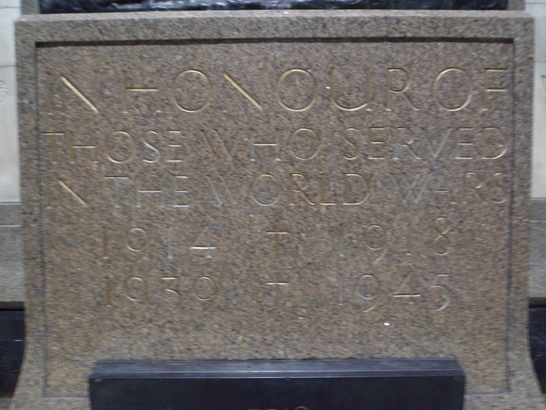 IN HONOUR OF
THOSE WHO SERVED
IN THE WORLD WARS
1914 † 1918
1939 † 1945